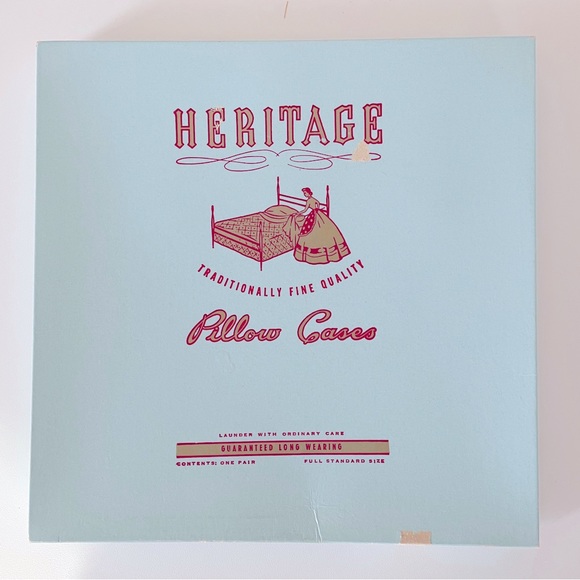 HERITAGE
TRADITIONALLY FINE QUALITY
Pillow Cases
LAUNDER WITH ORDINARY CARE
GUARANTEED LONG WEARING
CONTENTS: ONE PAIR FULL STANDARD SIZE